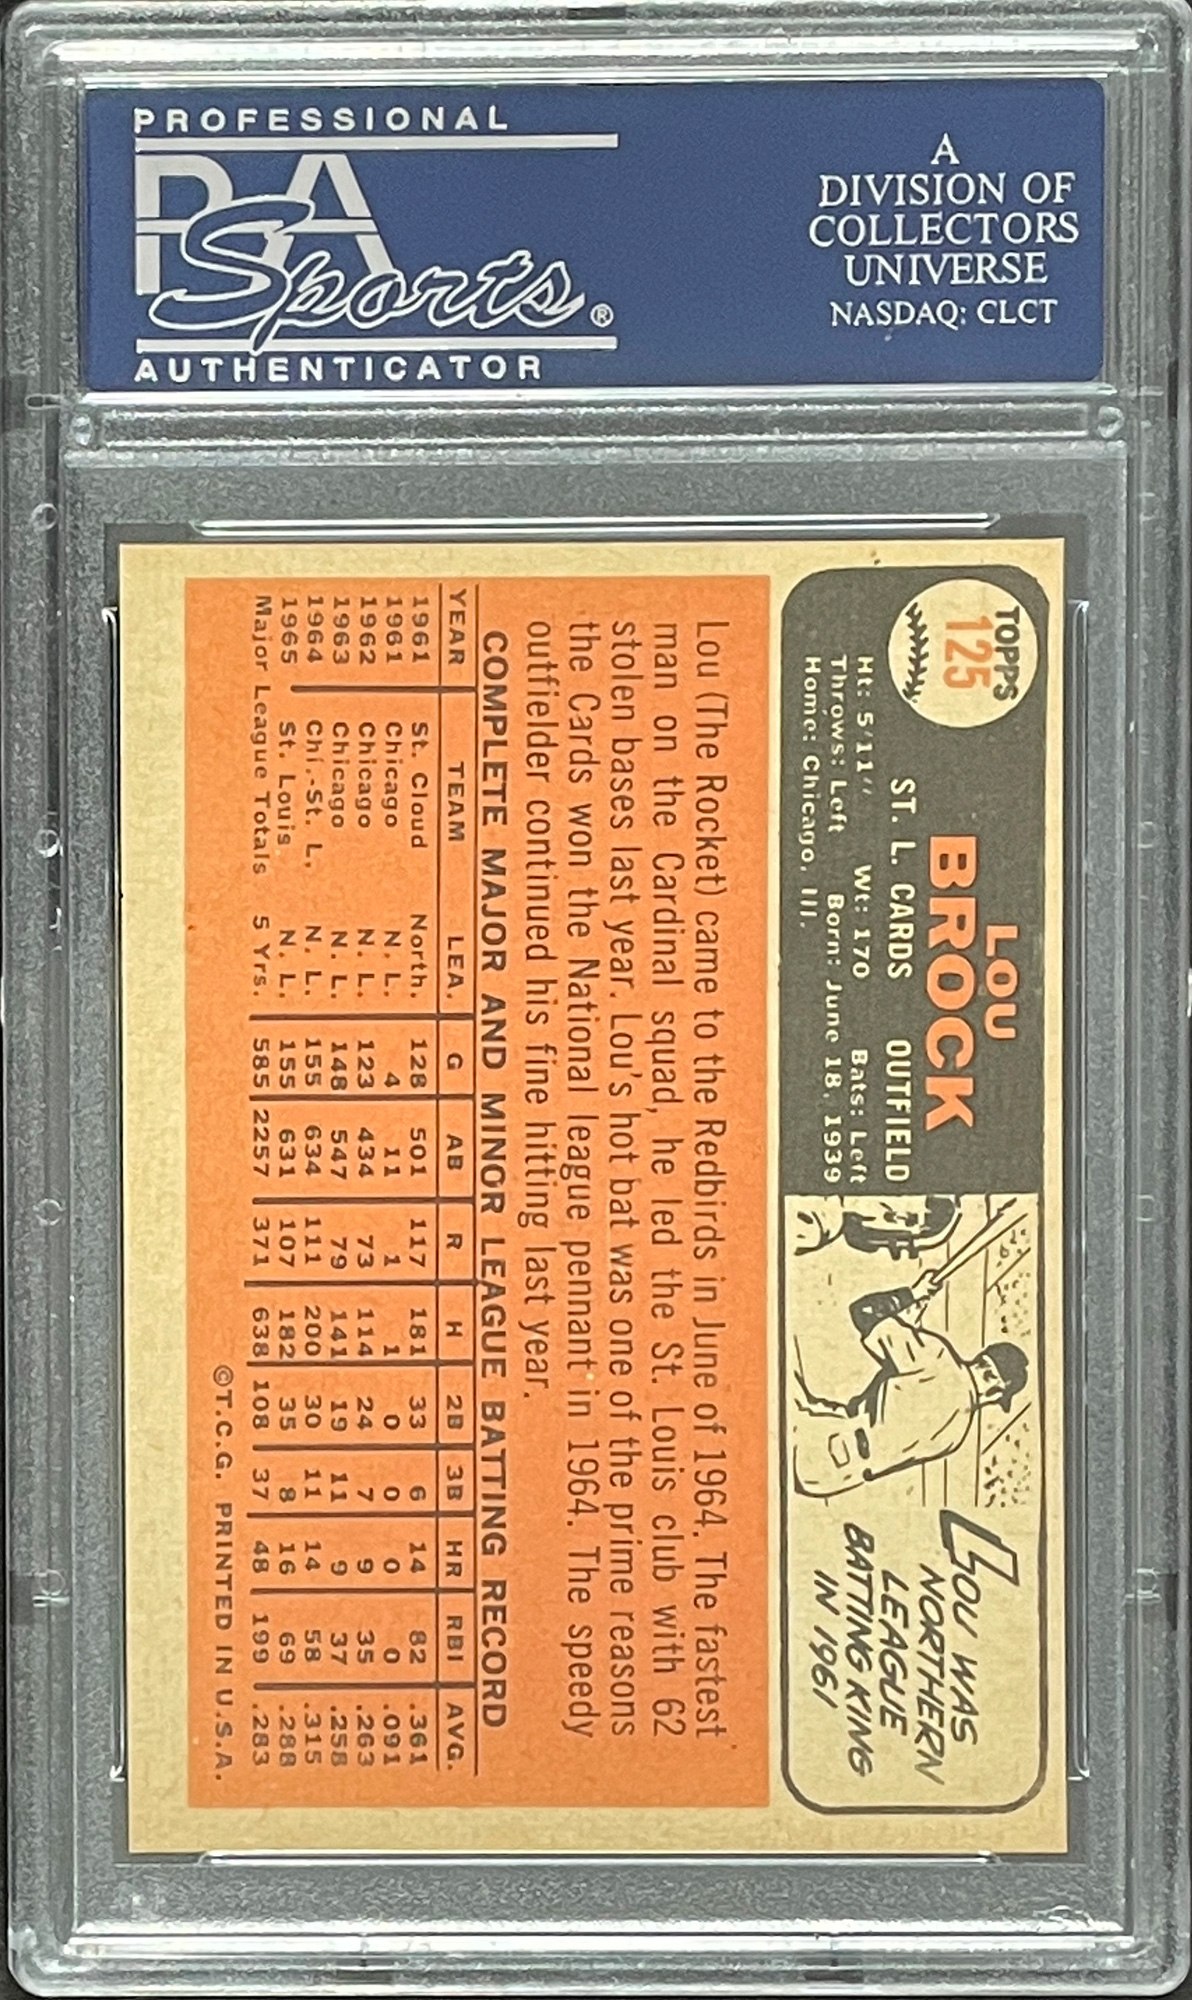 PROFESSIONAL
PSA
Sports®
AUTHENTICATOR
A
DIVISION OF
COLLECTORS
UNIVERSE
NASDAQ: CLCT
TOPPS
125
LOU
BROCK
ST. L. CARDS OUTFIELD
Ht: 5'11" Wt: 170 Bats: Left
Throws: Left Born: June 18, 1939
Home: Chicago, Ill.
LOU WAS
NORTHERN
LEAGUE
BATTING KING
IN 1961
Lou (The Rocket) came to the Redbirds in June of 1964. The fastest
man on the Cardinal squad, he led the St. Louis club with 62
stolen bases last year. Lou's hot bat was one of the prime reasons
the Cards won the National league pennant in 1964. The speedy
outfielder continued his fine hitting last year.
COMPLETE MAJOR AND MINOR LEAGUE BATTING RECORD
YEAR TEAM LEA. G AB R H 2B 3B HR RBI AVG.
1961 St. Cloud North. 128 501 117 181 33 6 14 82 .361
1961 Chicago N. L. 4 11 1 1 0 0 0 0 .091
1962 Chicago N. L. 123 434 73 114 24 7 9 35 .263
1963 Chicago N. L. 148 547 79 141 19 11 9 37 .258
1964 Chi.-St. L. N. L. 155 634 111 200 30 11 14 58 .315
1965 St. Louis N. L. 155 631 107 182 35 8 16 69 .288
Major League Totals 5 Yrs. 585 2257 371 638 108 37 48 199 .283
©T.C.G. PRINTED IN U.S.A.